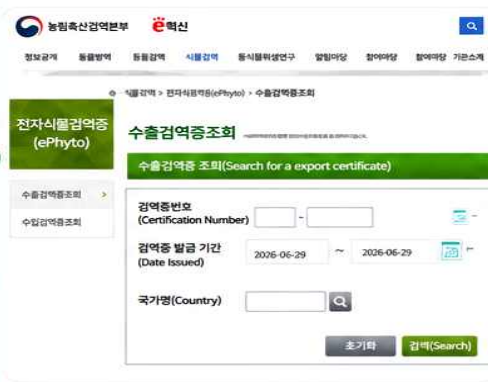 농림축산검역본부 혁신
정보공개 동물방역 동물검역 식물검역 동식물위생연구 알림마당 참여마당 참여마당 기관소개
식물검역 > 전자식물검역증(ePhyto) > 수출검역증조회
전자식물검역증
(ePhyto)
수출검역증조회
수출검역증 조회(Search for a export certificate)
수출검역증조회 >
수입검역증조회
검역증번호
(Certification Number) -
검역증 발급 기간
(Date Issued)
2026-06-29 ~ 2026-06-29
국가명(Country)
초기화 검색(Search)